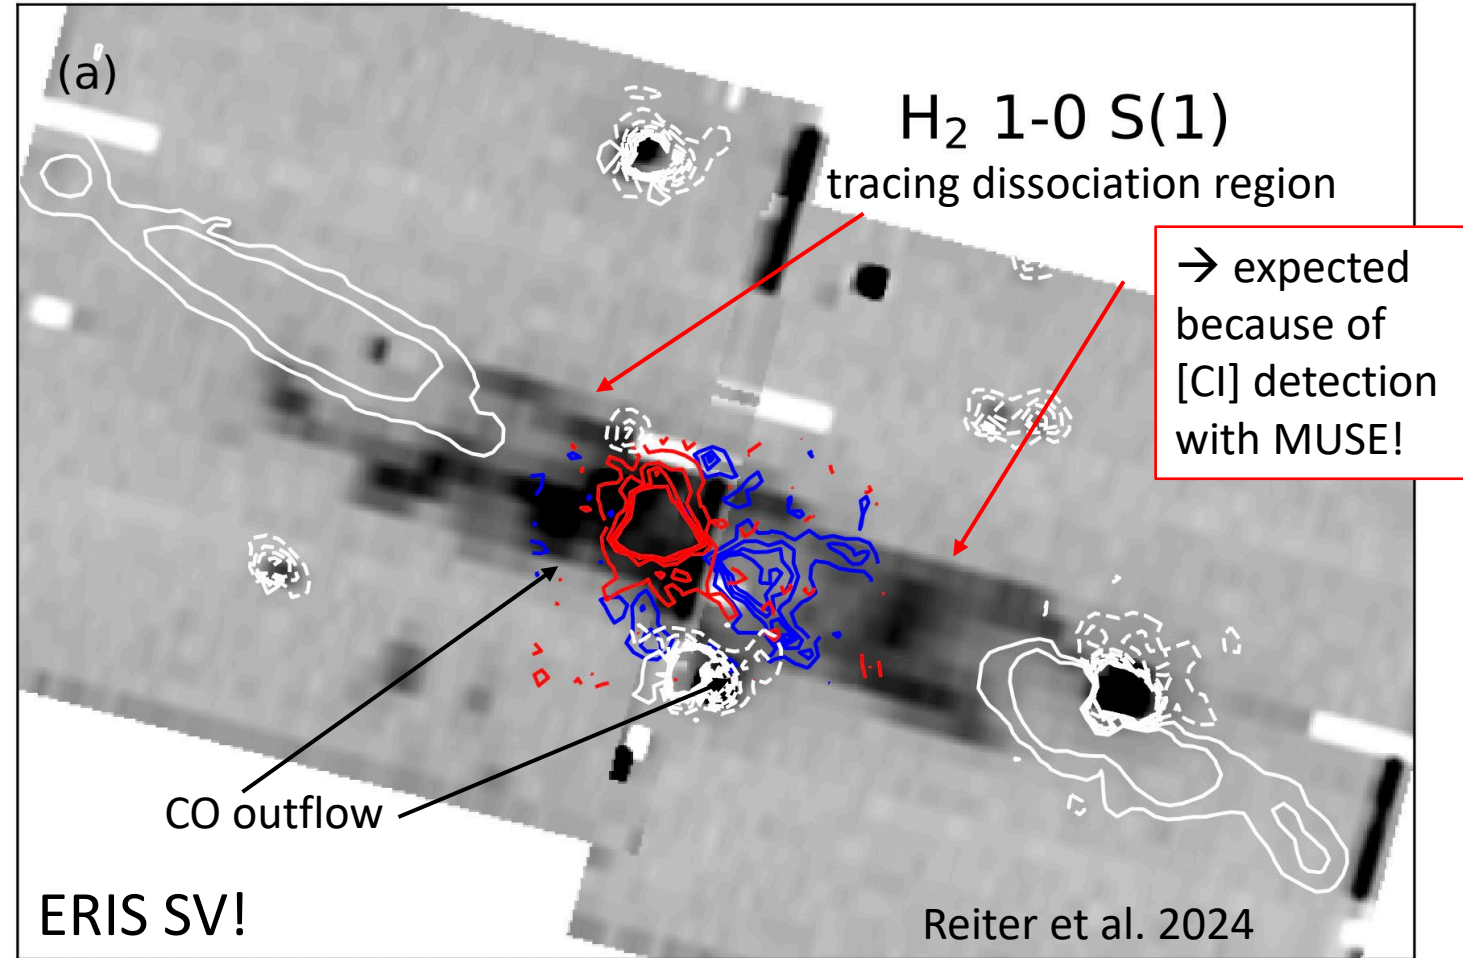 (a)
H₂ 1-0 S(1)
tracing dissociation region
→ expected
because of
[CI] detection
with MUSE!
CO outflow
ERIS SV!
Reiter et al. 2024